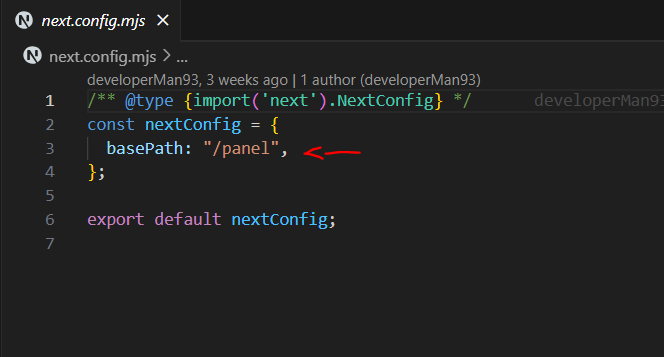 next.config.mjs
next.config.mjs > ...
developerMan93, 3 weeks ago | 1 author (developerMan93)
1 /** @type {import('next').NextConfig} */ developerMan93
2 const nextConfig = {
3 basePath: "/panel",
4 };
5
6 export default nextConfig;
7